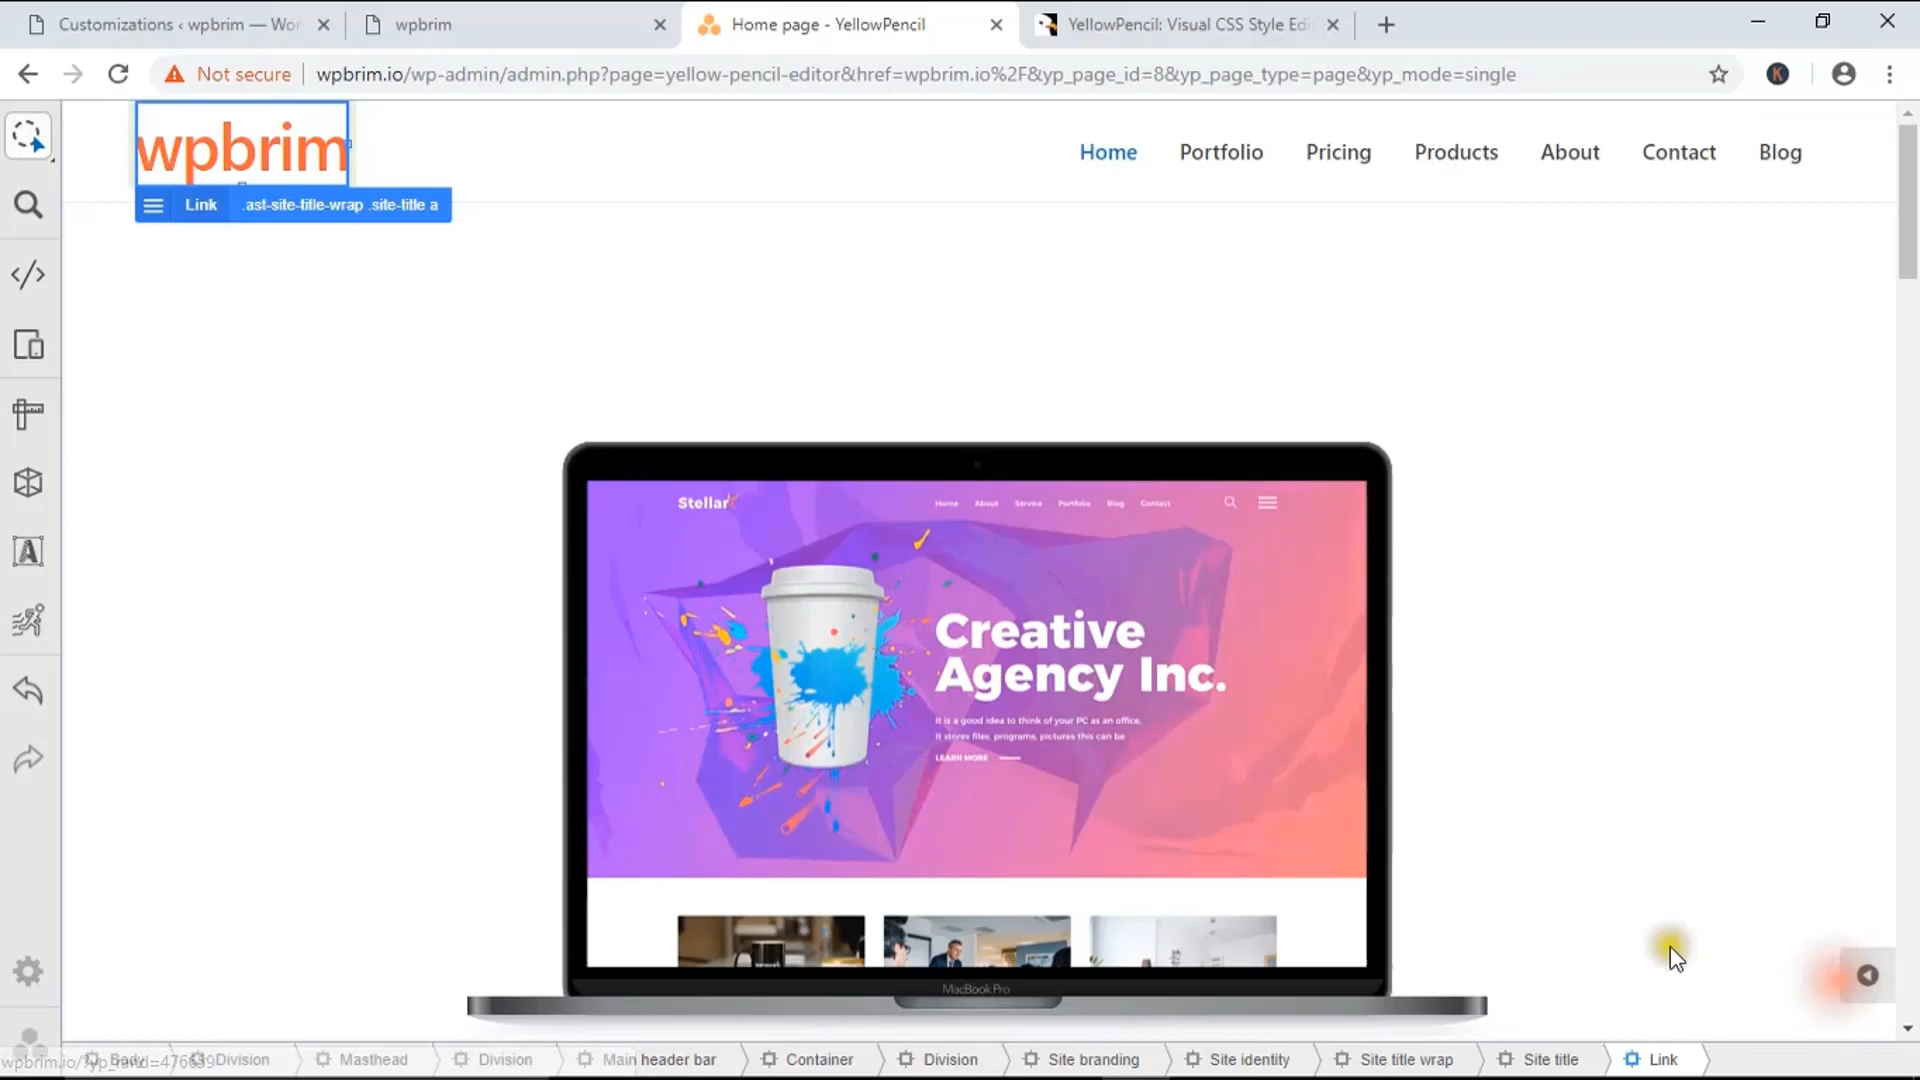 Customizations ‹ wpbrim — Wor
wpbrim
Home page - YellowPencil
YellowPencil: Visual CSS Style Edi
Not secure
wpbrim.io/wp-admin/admin.php?page=yellow-pencil-editor&href=wpbrim.io%2F&yp_page_id=8&yp_page_type=page&yp_mode=single
K
wpbrim
Home
Portfolio
Pricing
Products
About
Contact
Blog
Link
.ast-site-title-wrap .site-title a
A
Stellar
Home
About
Service
Portfolio
Blog
Contact
Creative
Agency Inc.
It is a good idea to think of your PC as an office.
It stores files, programs, pictures this can be
LEARN MORE
MacBook Pro
Body
Division
Masthead
Division
Main header bar
Container
Division
Site branding
Site identity
Site title wrap
Site title
Link